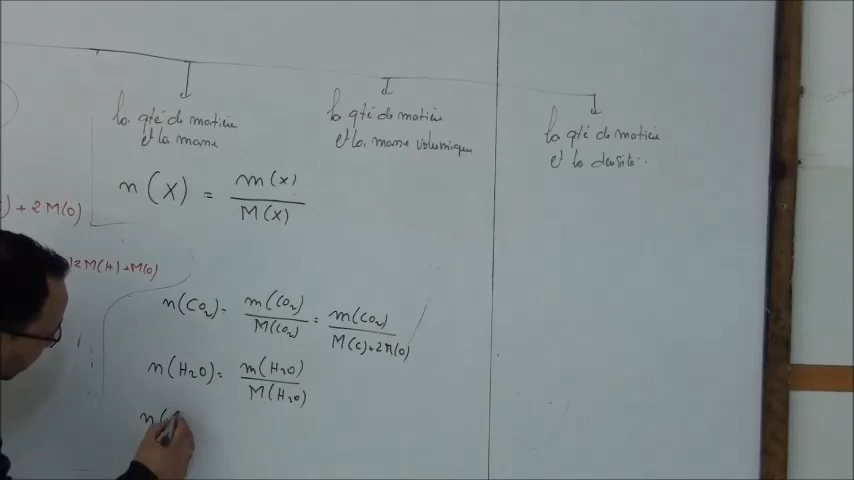 la qté de matière
et la masse
la qté de matière
et la masse volumique
la qté de matière
et la densité
n(X) = m(X) / M(X)
) + 2M(O)
) 2M(H) + M(O)
n(CO₂) = m(CO₂) / M(CO₂) = m(CO₂) / M(C)+2M(O)
n(H₂O) = m(H₂O) / M(H₂O)
n(